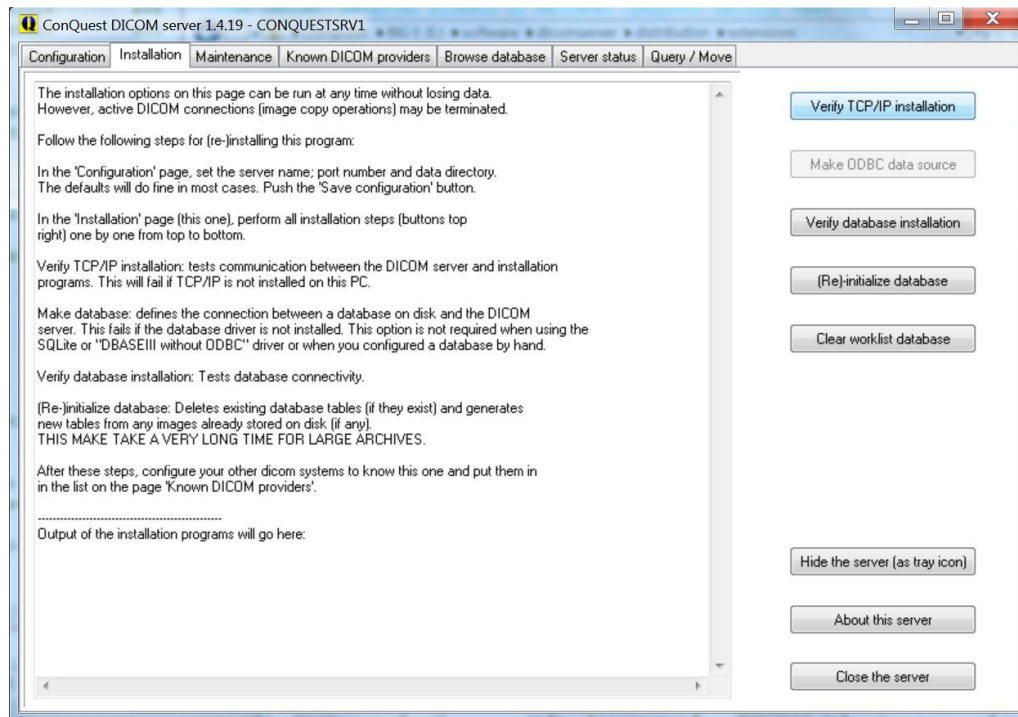 ConQuest DICOM server 1.4.19 - CONQUESTSRV1
Configuration Installation Maintenance Known DICOM providers Browse database Server status Query / Move
The installation options on this page can be run at any time without losing data.
However, active DICOM connections (image copy operations) may be terminated.
Follow the following steps for (re-)installing this program:
In the 'Configuration' page, set the server name; port number and data directory.
The defaults will do fine in most cases. Push the 'Save configuration' button.
In the 'Installation' page (this one), perform all installation steps (buttons top
right) one by one from top to bottom.
Verify TCP/IP installation: tests communication between the DICOM server and installation
programs. This will fail if TCP/IP is not installed on this PC.
Make database: defines the connection between a database on disk and the DICOM
server. This fails if the database driver is not installed. This option is not required when using the
SQLite or "DBASEIII without ODBC" driver or when you configured a database by hand.
Verify database installation: Tests database connectivity.
(Re-)initialize database: Deletes existing database tables (if they exist) and generates
new tables from any images already stored on disk (if any).
THIS MAKE TAKE A VERY LONG TIME FOR LARGE ARCHIVES.
After these steps, configure your other dicom systems to know this one and put them in
in the list on the page 'Known DICOM providers'.
--------------------------------------------------
Output of the installation programs will go here:
Verify TCP/IP installation
Make ODBC data source
Verify database installation
(Re)-initialize database
Clear worklist database
Hide the server (as tray icon)
About this server
Close the server